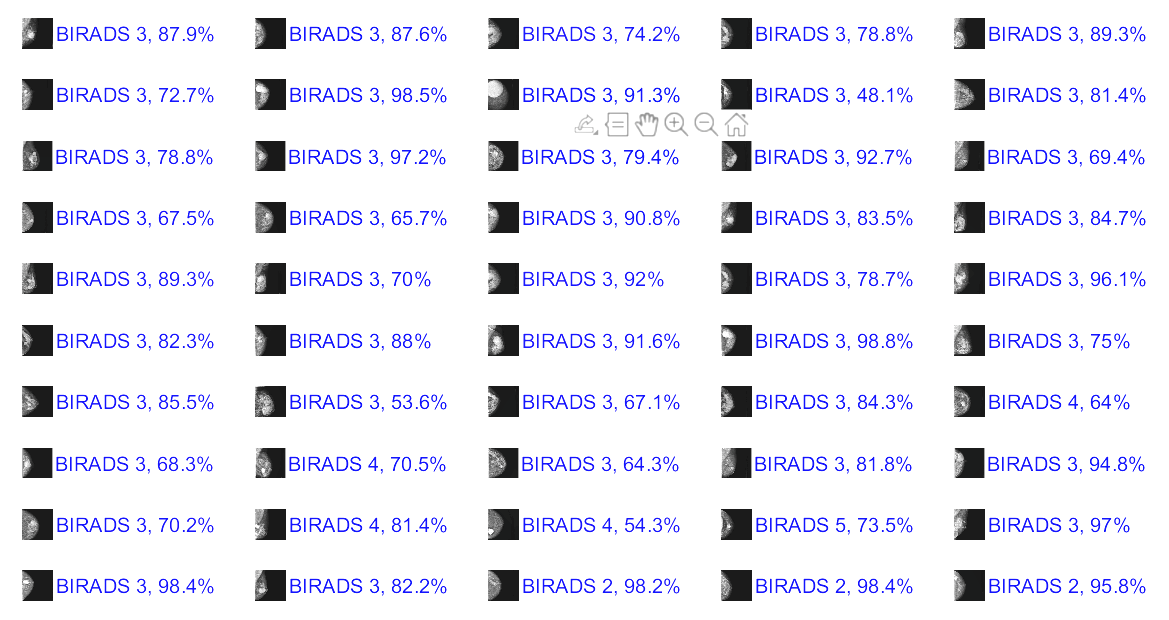 BIRADS 3, 87.9% BIRADS 3, 87.6% BIRADS 3, 74.2% BIRADS 3, 78.8% BIRADS 3, 89.3%
BIRADS 3, 72.7% BIRADS 3, 98.5% BIRADS 3, 91.3% BIRADS 3, 48.1% BIRADS 3, 81.4%
BIRADS 3, 78.8% BIRADS 3, 97.2% BIRADS 3, 79.4% BIRADS 3, 92.7% BIRADS 3, 69.4%
BIRADS 3, 67.5% BIRADS 3, 65.7% BIRADS 3, 90.8% BIRADS 3, 83.5% BIRADS 3, 84.7%
BIRADS 3, 89.3% BIRADS 3, 70% BIRADS 3, 92% BIRADS 3, 78.7% BIRADS 3, 96.1%
BIRADS 3, 82.3% BIRADS 3, 88% BIRADS 3, 91.6% BIRADS 3, 98.8% BIRADS 3, 75%
BIRADS 3, 85.5% BIRADS 3, 53.6% BIRADS 3, 67.1% BIRADS 3, 84.3% BIRADS 4, 64%
BIRADS 3, 68.3% BIRADS 4, 70.5% BIRADS 3, 64.3% BIRADS 3, 81.8% BIRADS 3, 94.8%
BIRADS 3, 70.2% BIRADS 4, 81.4% BIRADS 4, 54.3% BIRADS 5, 73.5% BIRADS 3, 97%
BIRADS 3, 98.4% BIRADS 3, 82.2% BIRADS 2, 98.2% BIRADS 2, 98.4% BIRADS 2, 95.8%